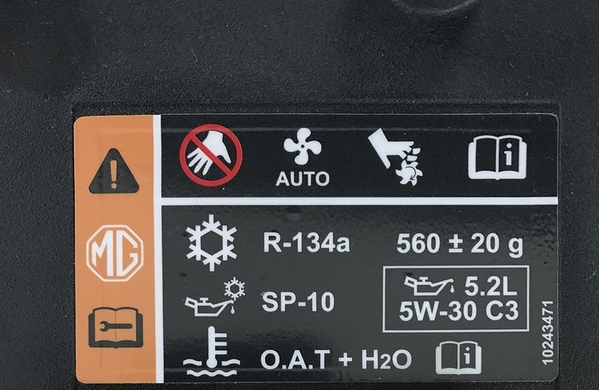 AUTO
MG
R-134a 560 ± 20 g
SP-10
5.2L
5W-30 C3
O.A.T + H2O
10243471